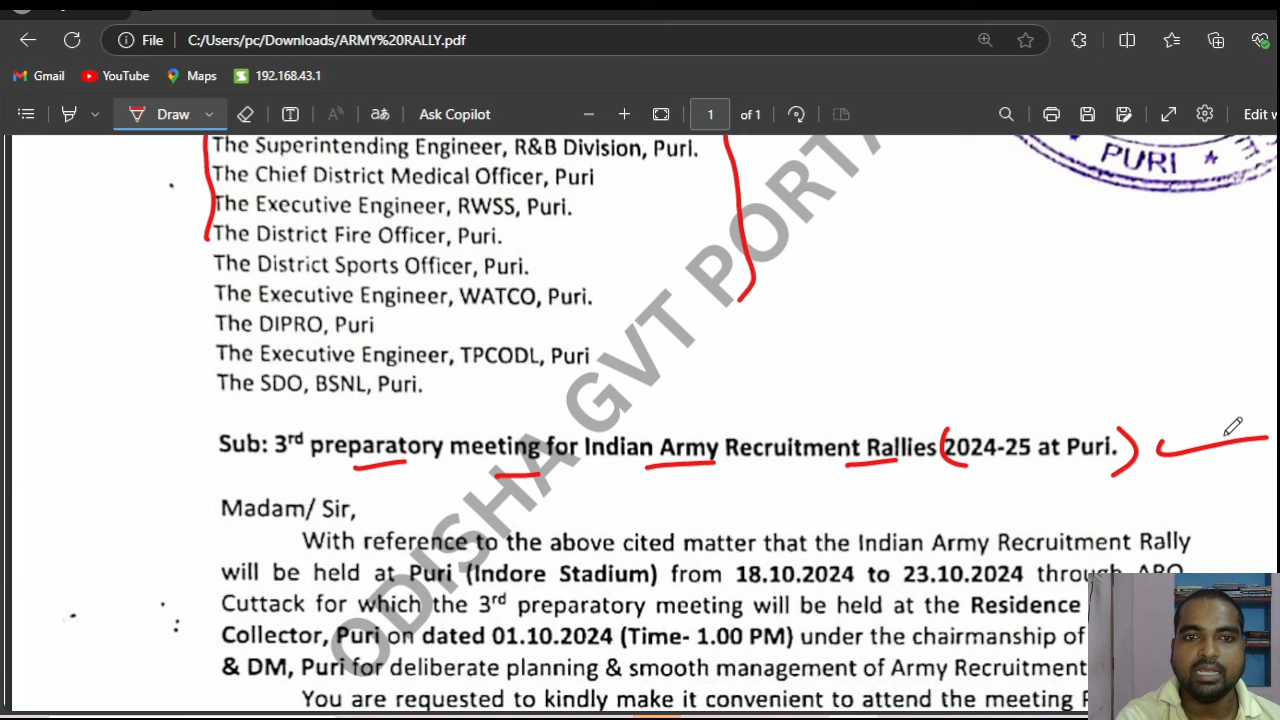 File C:/Users/pc/Downloads/ARMY%20RALLY.pdf
Gmail YouTube Maps 192.168.43.1
Draw Ask Copilot 1 of 1 Edit
The Superintending Engineer, R&B Division, Puri.
PURI
The Chief District Medical Officer, Puri
The Executive Engineer, RWSS, Puri.
The District Fire Officer, Puri.
The District Sports Officer, Puri.
The Executive Engineer, WATCO, Puri.
The DIPRO, Puri
The Executive Engineer, TPCODL, Puri
The SDO, BSNL, Puri.
ODISHA GVT PORTA
Sub: 3rd preparatory meeting for Indian Army Recruitment Rallies (2024-25 at Puri.)
Madam/ Sir,
With reference to the above cited matter that the Indian Army Recruitment Rally
will be held at Puri (Indore Stadium) from 18.10.2024 to 23.10.2024 through ARO
Cuttack for which the 3rd preparatory meeting will be held at the Residence
Collector, Puri on dated 01.10.2024 (Time- 1.00 PM) under the chairmanship of
& DM, Puri for deliberate planning & smooth management of Army Recruitment
You are requested to kindly make it convenient to attend the meeting